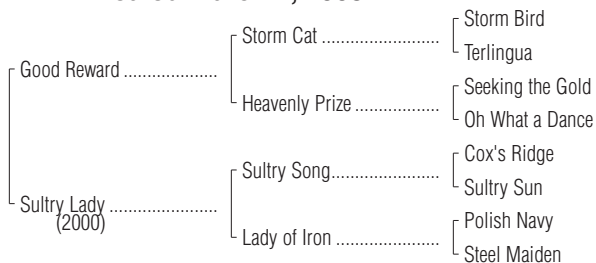 Storm Bird
Storm Cat ..........................
Terlingua
Good Reward ....................
Seeking the Gold
Heavenly Prize ..................
Oh What a Dance
Cox's Ridge
Sultry Song.......................
Sultry Sun
Sultry Lady .......................
(2000)
Polish Navy
Lady of Iron ......................
Steel Maiden